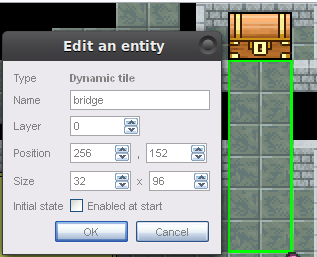 Edit an entity
Type Dynamic tile
Name bridge
Layer 0
Position 256 , 152
Size 32 x 96
Initial state Enabled at start
OK Cancel